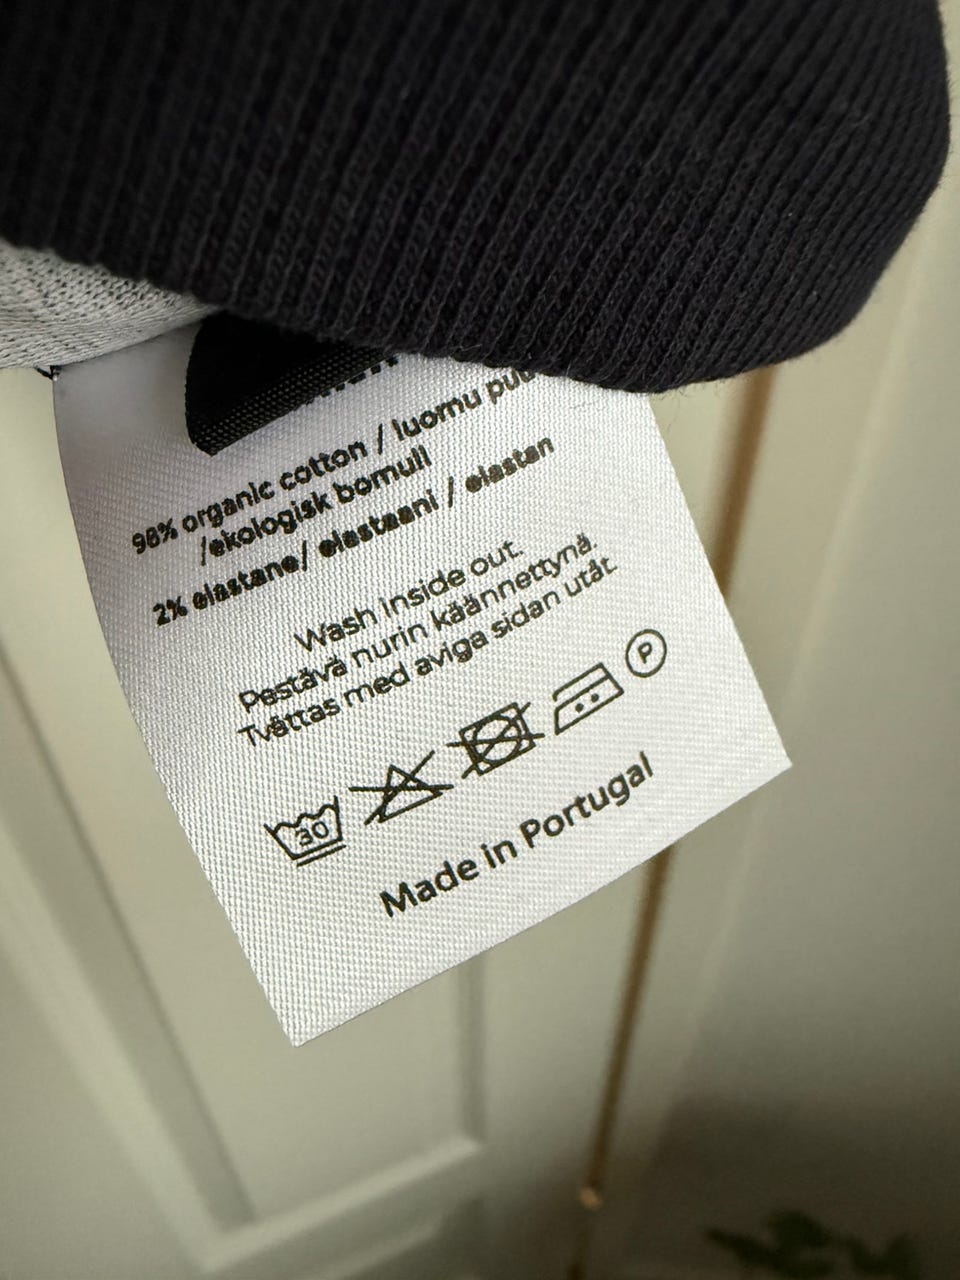 98% organic cotton / luomu
/ekologisk bomull
2% elastane/ elastaani / elastan
Wash inside out.
Pestävä nurin käännettynä.
Tvättas med aviga sidan utåt.
30
P
Made in Portugal